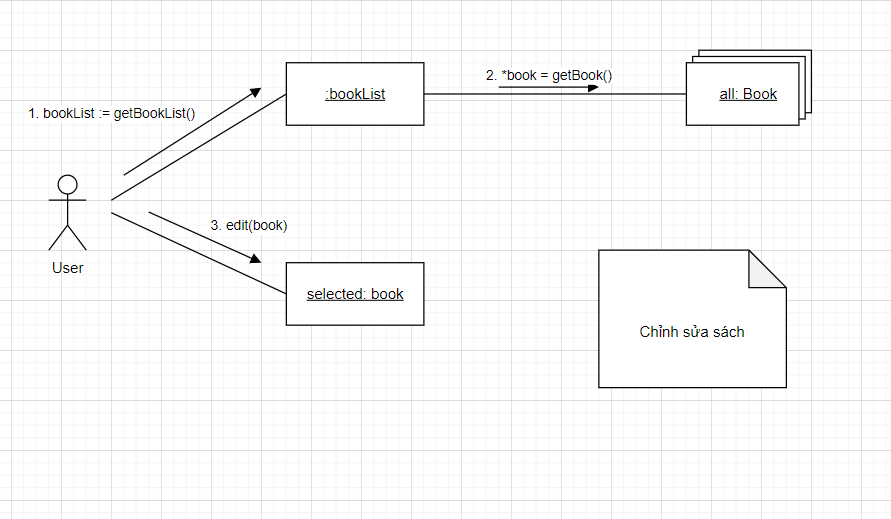 2. *book = getBook()
:bookList
all: Book
1. bookList := getBookList()
3. edit(book)
User
selected: book
Chỉnh sửa sách